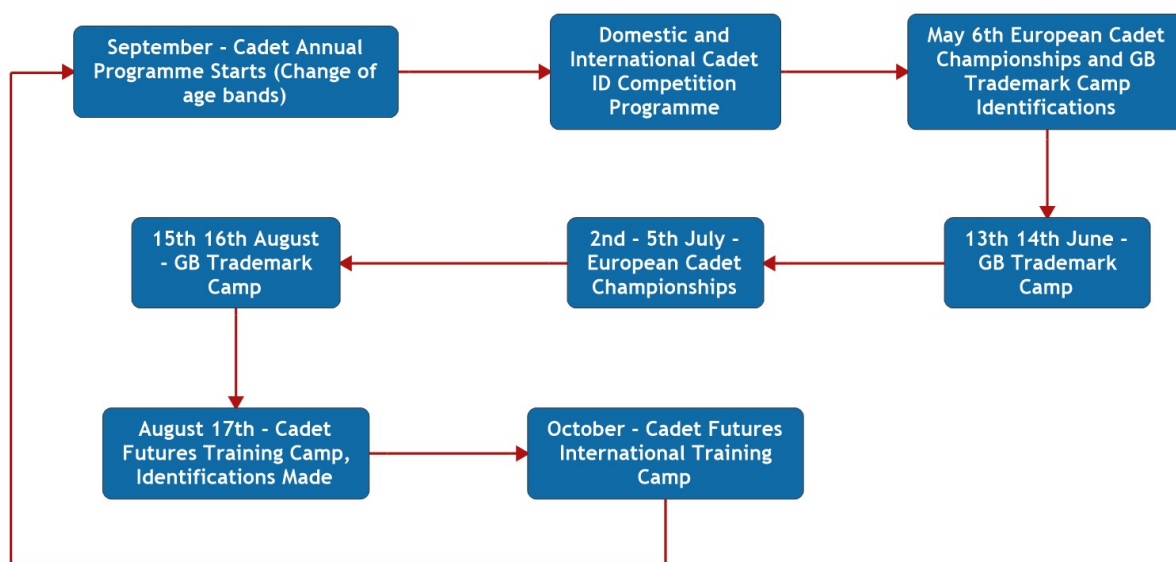 September - Cadet Annual
Programme Starts (Change of
age bands)
Domestic and
International Cadet
ID Competition
Programme
May 6th European Cadet
Championships and GB
Trademark Camp
Identifications
13th 14th June -
GB Trademark
Camp
2nd - 5th July -
European Cadet
Championships
15th 16th August
- GB Trademark
Camp
August 17th - Cadet
Futures Training Camp,
Identifications Made
October - Cadet Futures
International Training
Camp